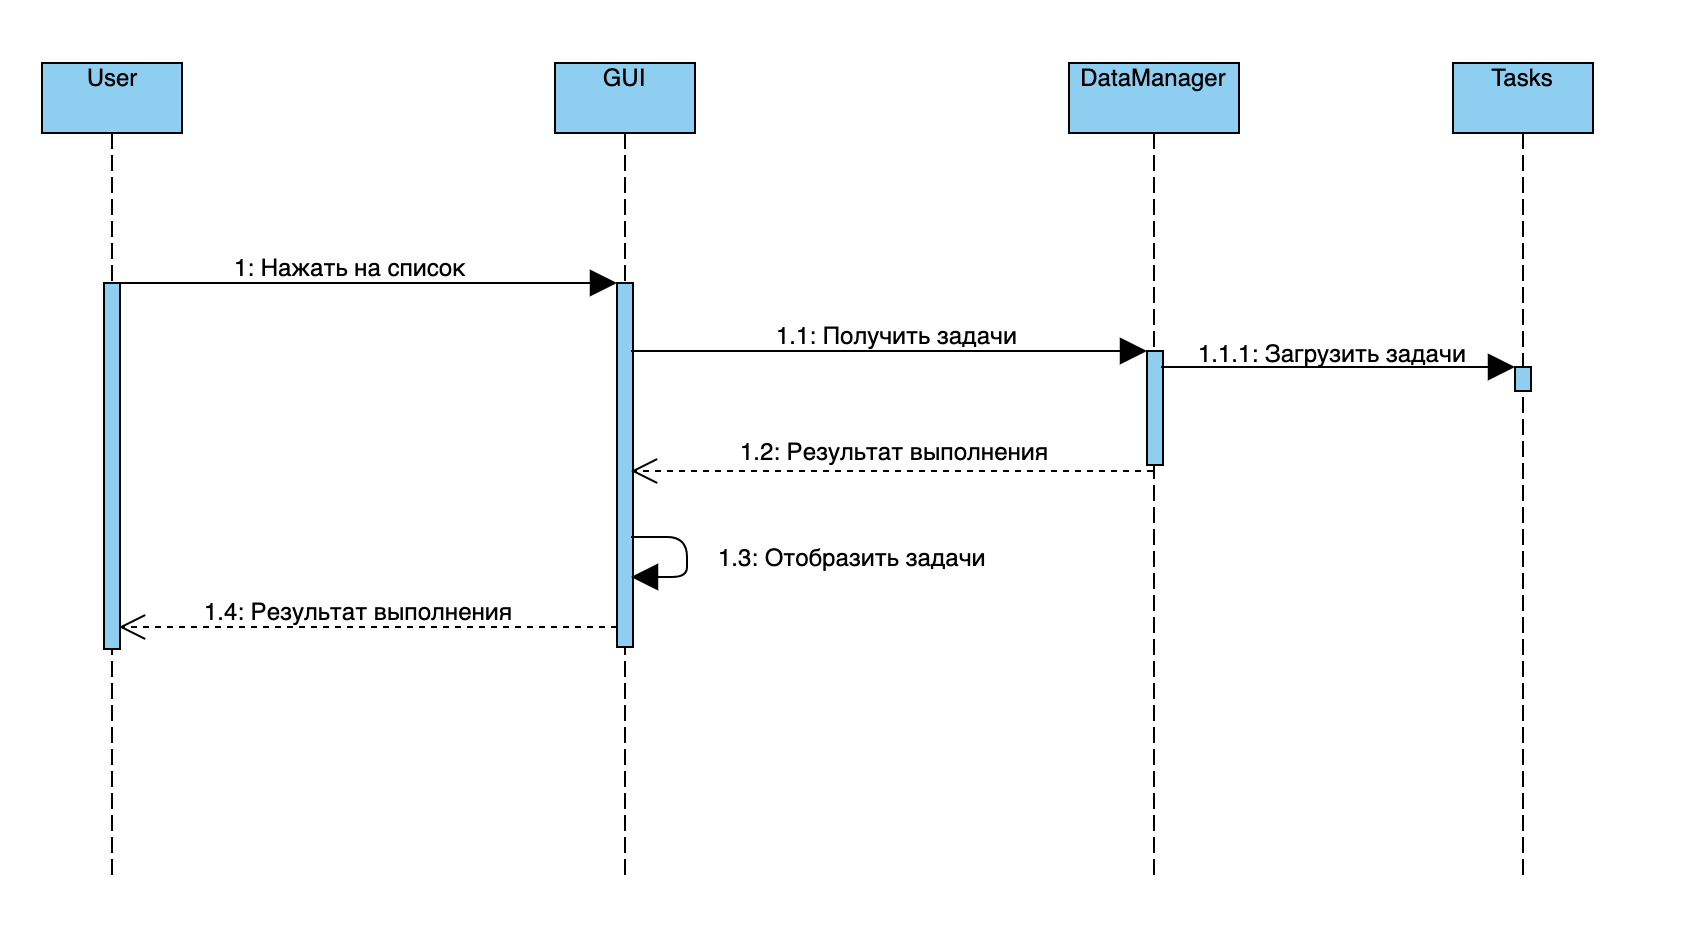 User
GUI
DataManager
Tasks
1: Нажать на список
1.1: Получить задачи
1.1.1: Загрузить задачи
1.2: Результат выполнения
1.3: Отобразить задачи
1.4: Результат выполнения